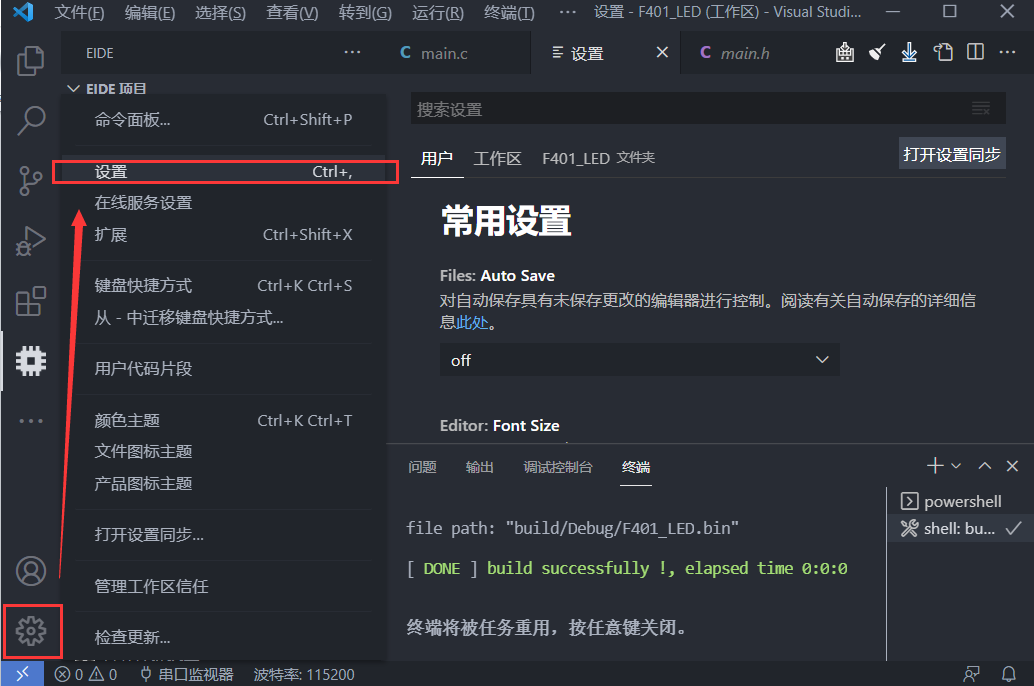 文件(F) 编辑(E) 选择(S) 查看(V) 转到(G) 运行(R) 终端(T) ··· 设置 - F401_LED (工作区) - Visual Studi...
EIDE ···
C main.c
设置
C main.h
EIDE 项目
命令面板... Ctrl+Shift+P
设置 Ctrl+,
在线服务设置
扩展 Ctrl+Shift+X
键盘快捷方式 Ctrl+K Ctrl+S
从 - 中迁移键盘快捷方式...
用户代码片段
颜色主题 Ctrl+K Ctrl+T
文件图标主题
产品图标主题
打开设置同步...
管理工作区信任
检查更新...
搜索设置
用户 工作区 F401_LED 文件夹
打开设置同步
常用设置
Files: Auto Save
对自动保存具有未保存更改的编辑器进行控制。阅读有关自动保存的详细信
息此处。
off
Editor: Font Size
问题 输出 调试控制台 终端
file path: "build/Debug/F401_LED.bin"
[ DONE ] build successfully !, elapsed time 0:0:0
终端将被任务重用，按任意键关闭。
powershell
shell: bu...
0 0 串口监视器 波特率: 115200